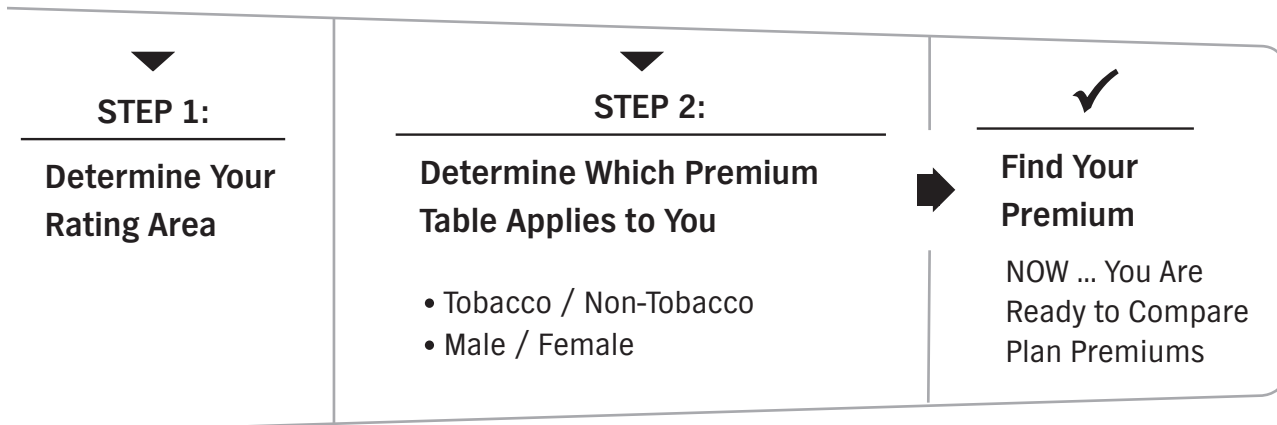 STEP 1:
Determine Your
Rating Area
STEP 2:
Determine Which Premium
Table Applies to You
• Tobacco / Non-Tobacco
• Male / Female
Find Your
Premium
NOW ... You Are
Ready to Compare
Plan Premiums